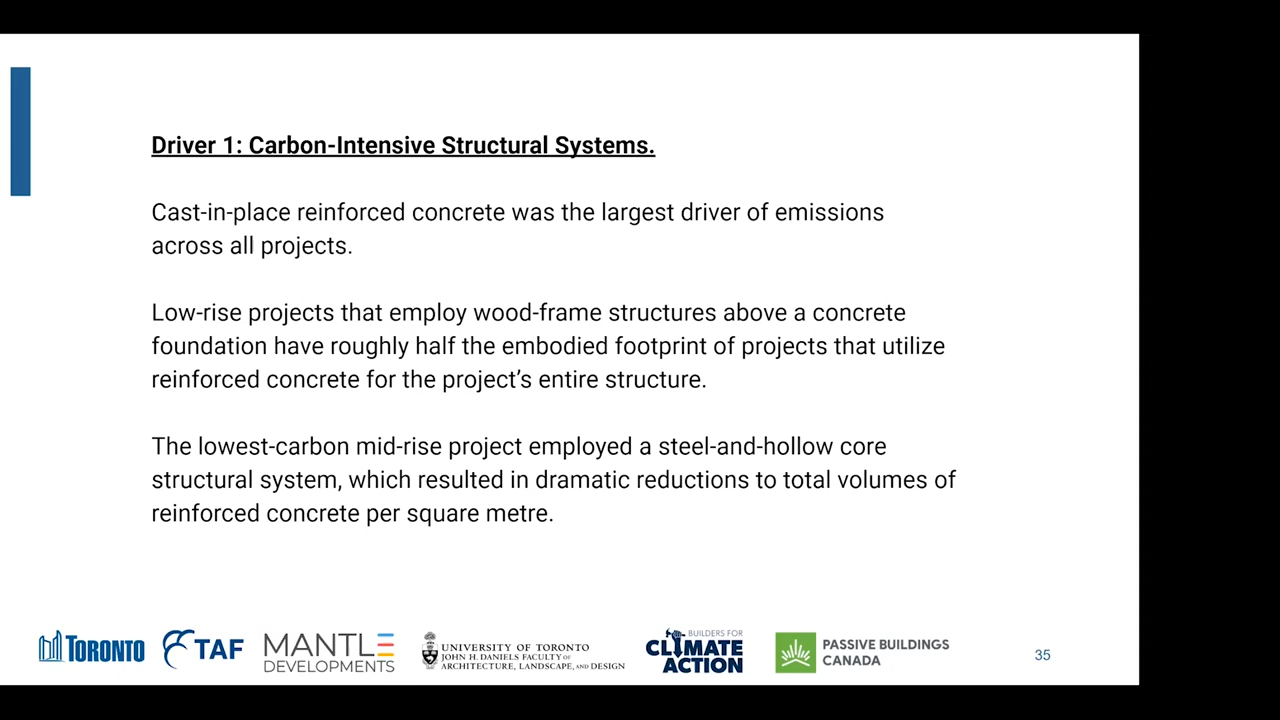 Driver 1: Carbon-Intensive Structural Systems.
Cast-in-place reinforced concrete was the largest driver of emissions
across all projects.
Low-rise projects that employ wood-frame structures above a concrete
foundation have roughly half the embodied footprint of projects that utilize
reinforced concrete for the project’s entire structure.
The lowest-carbon mid-rise project employed a steel-and-hollow core
structural system, which resulted in dramatic reductions to total volumes of
reinforced concrete per square metre.
TORONTO
TAF
MANTLE
DEVELOPMENTS
UNIVERSITY OF TORONTO
JOHN H. DANIELS FACULTY OF
ARCHITECTURE, LANDSCAPE, AND DESIGN
BUILDERS FOR
CLIMATE
ACTION
PASSIVE BUILDINGS
CANADA
35